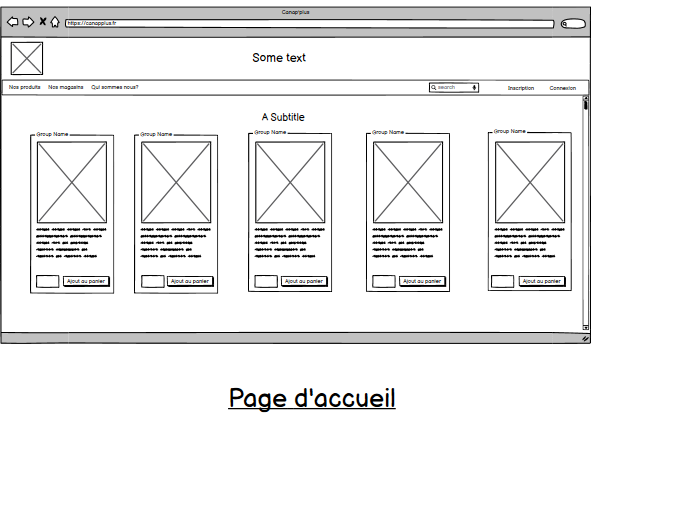 Canap'plus
https://canapplus.fr
Some text
Nos produits Nos magasins Qui sommes nous? search Inscription Connexion
A Subtitle
Group Name Group Name Group Name Group Name Group Name
Ajout au panier Ajout au panier Ajout au panier Ajout au panier Ajout au panier
Page d'accueil